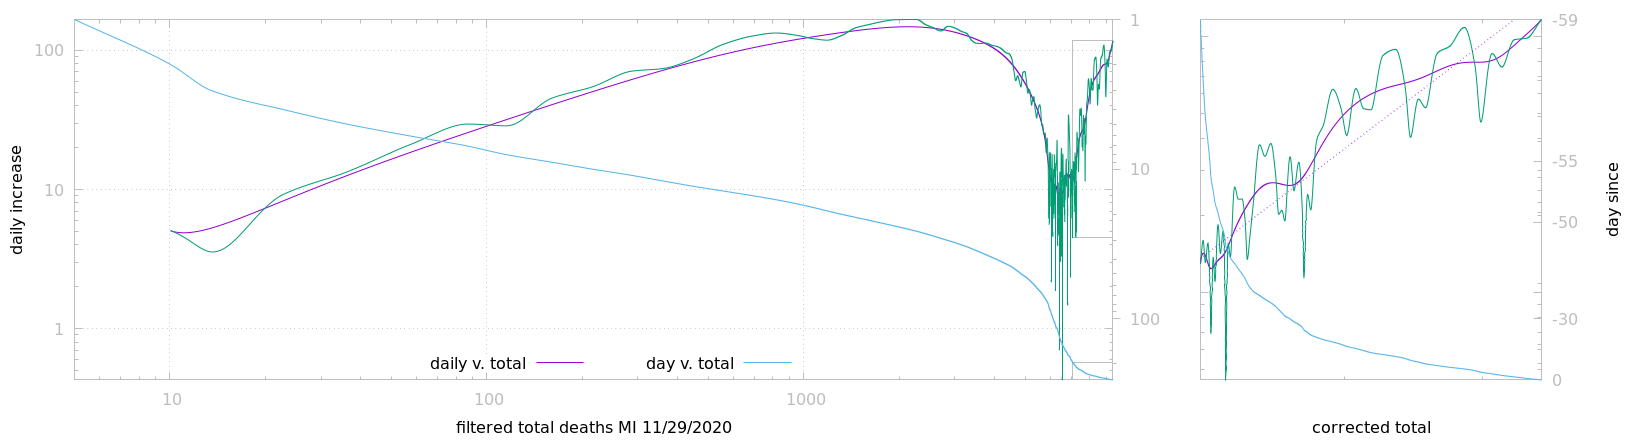 100
10
1
daily increase
daily v. total
day v. total
10
100
1000
filtered total deaths MI 11/29/2020
1
10
100
-59
-55
-50
-30
0
day since
corrected total